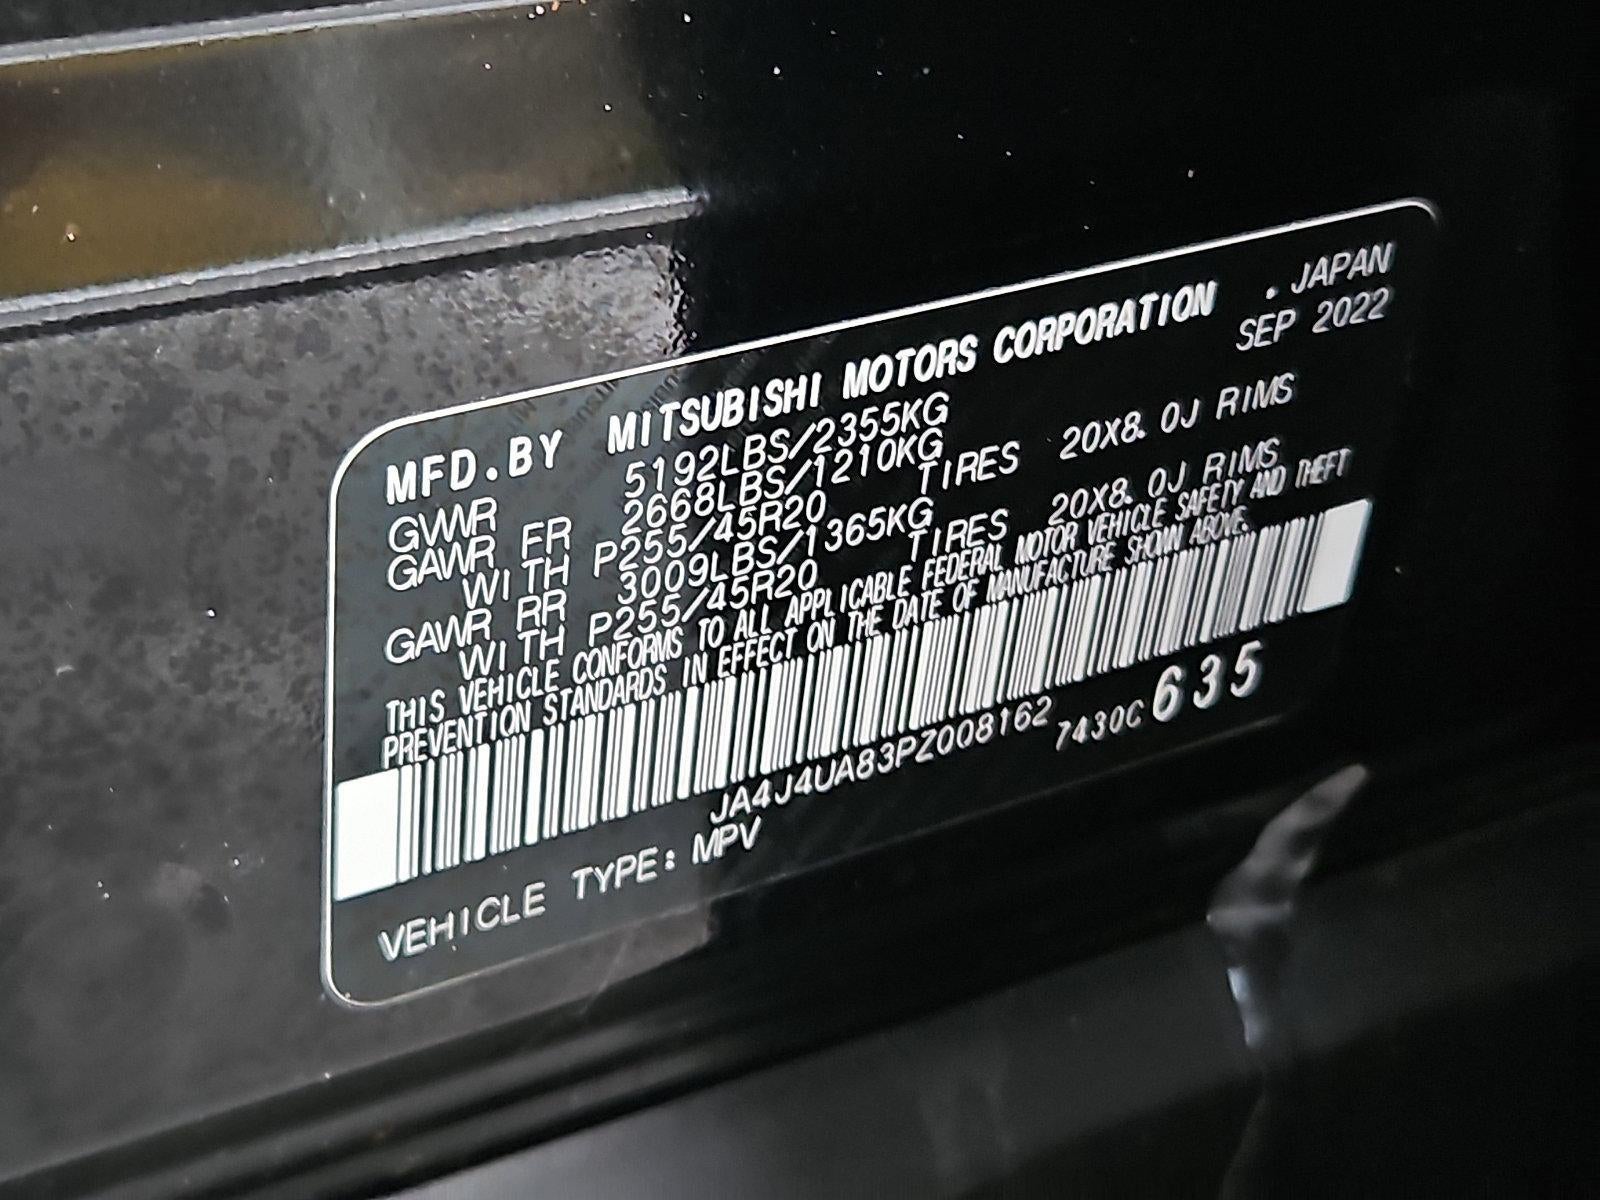 MFD.BY MITSUBISHI MOTORS CORPORATION . JAPAN
SEP 2022
GVWR 5192LBS/2355KG
GAWR FR 2668LBS/1210KG
WITH P255/45R20 TIRES 20X8.0J RIMS
GAWR RR 3009LBS/1365KG
WITH P255/45R20 TIRES 20X8.0J RIMS
THIS VEHICLE CONFORMS TO ALL APPLICABLE FEDERAL MOTOR VEHICLE SAFETY AND THEFT
PREVENTION STANDARDS IN EFFECT ON THE DATE OF MANUFACTURE SHOWN ABOVE.
JA4J4UA83PZ008162 7430C635
VEHICLE TYPE: MPV